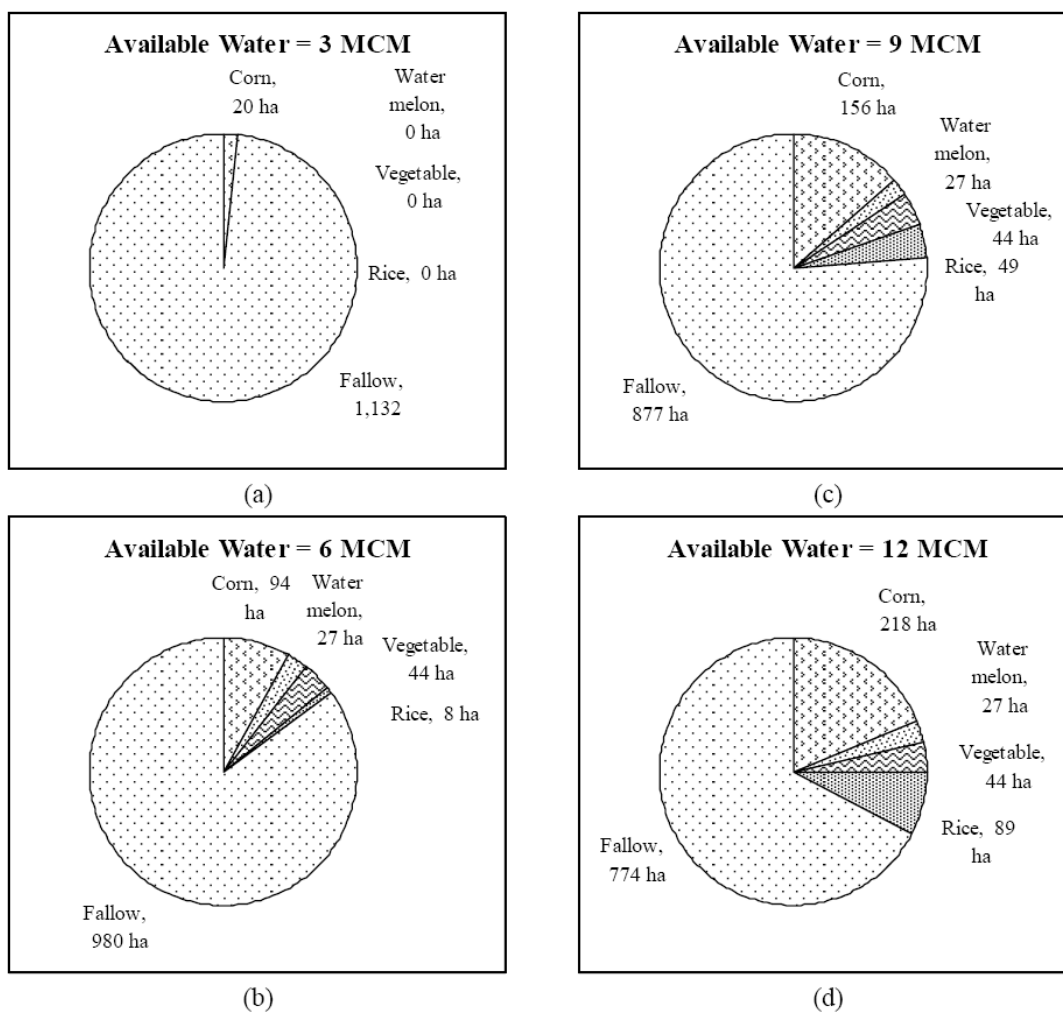 Available Water = 3 MCM
Corn,
20 ha
Water
melon,
0 ha
Vegetable,
0 ha
Rice, 0 ha
Fallow,
1,132
(a)
Available Water = 9 MCM
Corn,
156 ha
Water
melon,
27 ha
Vegetable,
44 ha
Rice, 49
ha
Fallow,
877 ha
(c)
Available Water = 6 MCM
Corn, 94
ha
Water
melon,
27 ha
Vegetable,
44 ha
Rice, 8 ha
Fallow,
980 ha
(b)
Available Water = 12 MCM
Corn,
218 ha
Water
melon,
27 ha
Vegetable,
44 ha
Rice, 89
ha
Fallow,
774 ha
(d)